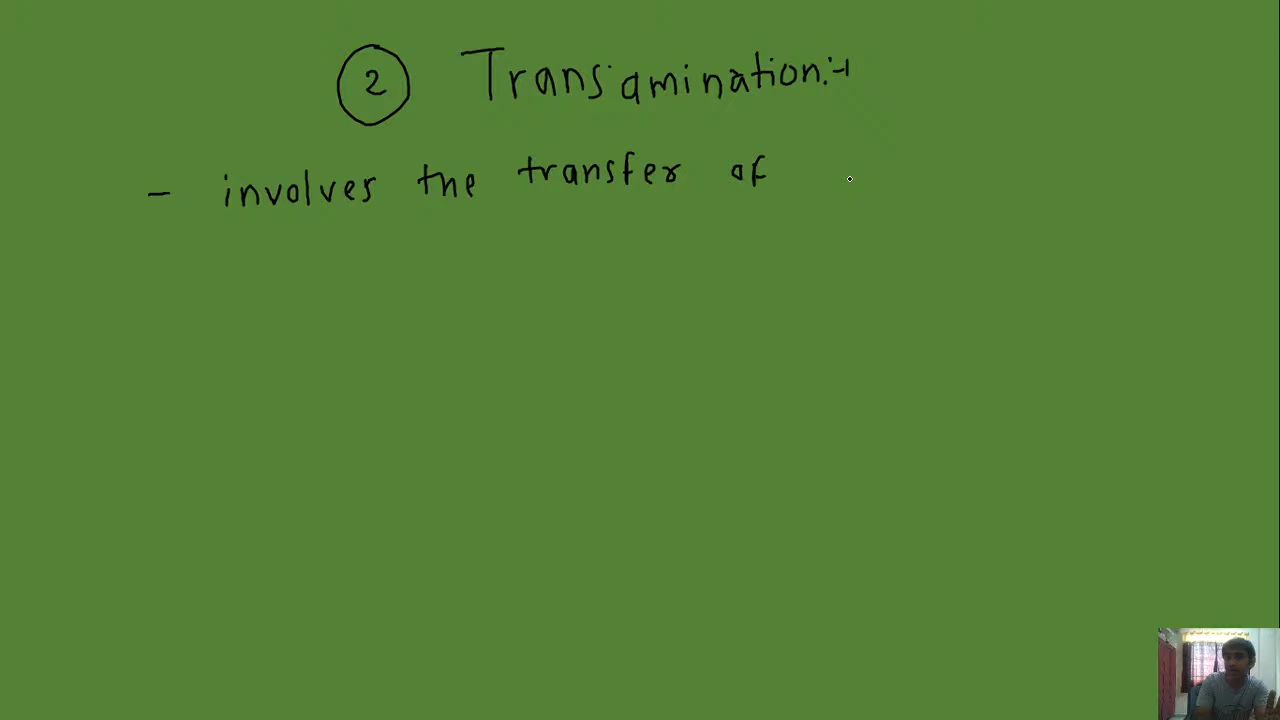 2 Transamination:-
- involves the transfer of